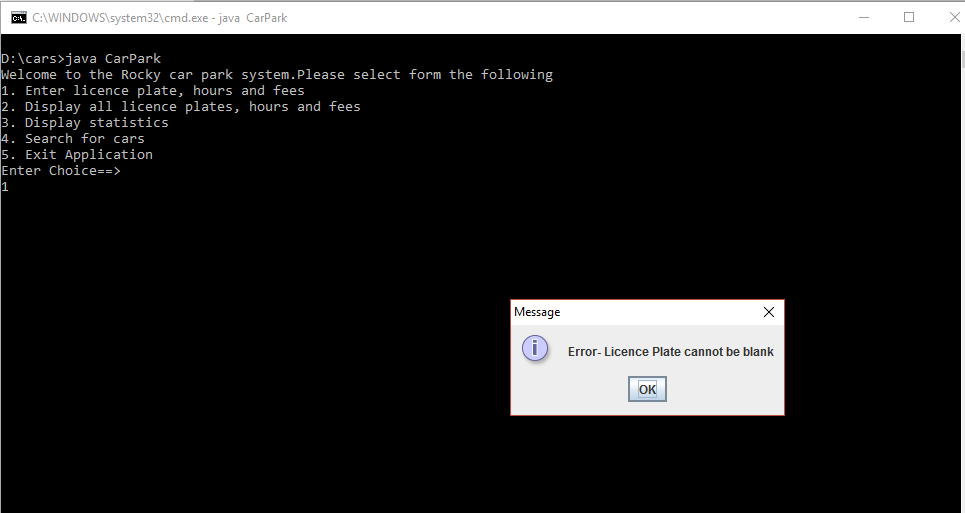 C:\WINDOWS\system32\cmd.exe - java  CarPark
D:\cars>java CarPark
Welcome to the Rocky car park system.Please select form the following
1. Enter licence plate, hours and fees
2. Display all licence plates, hours and fees
3. Display statistics
4. Search for cars
5. Exit Application
Enter Choice==>
1
Message
Error- Licence Plate cannot be blank
OK